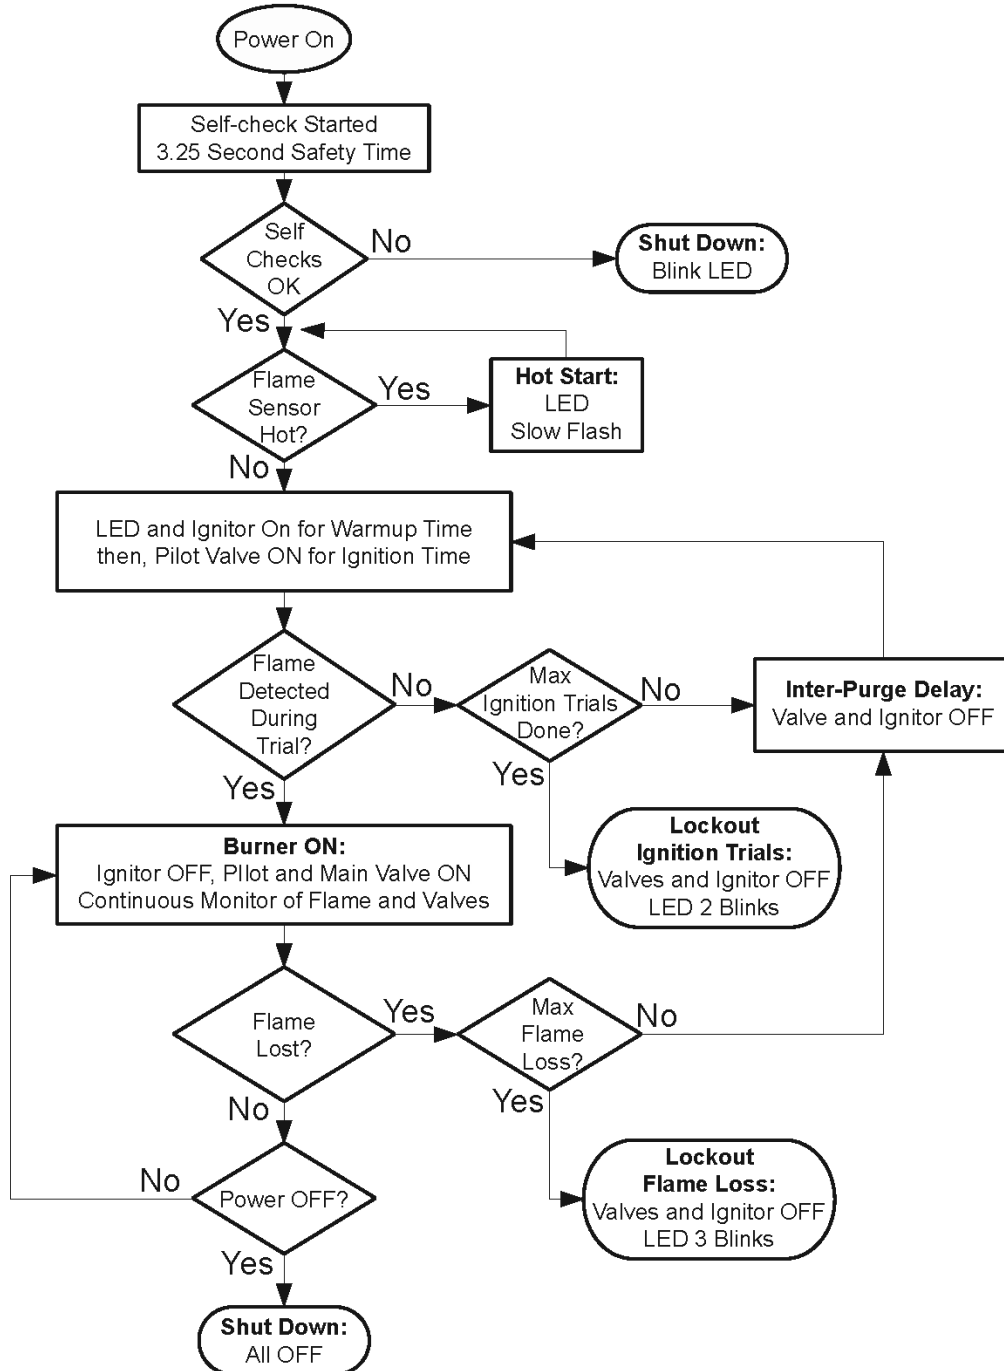 Power On
Self-check Started
3.25 Second Safety Time
Self
Checks
OK
No
Shut Down:
Blink LED
Yes
Flame
Sensor
Hot?
Yes
Hot Start:
LED
Slow Flash
No
LED and Ignitor On for Warmup Time
then, Pilot Valve ON for Ignition Time
Flame
Detected
During
Trial?
No
Max
Ignition Trials
Done?
No
Inter-Purge Delay:
Valve and Ignitor OFF
Yes
Yes
Lockout
Ignition Trials:
Valves and Ignitor OFF
LED 2 Blinks
Burner ON:
Ignitor OFF, PIlot and Main Valve ON
Continuous Monitor of Flame and Valves
Flame
Lost?
Yes
Max
Flame
Loss?
No
Yes
No
Lockout
Flame Loss:
Valves and Ignitor OFF
LED 3 Blinks
Power OFF?
No
Yes
Shut Down:
All OFF